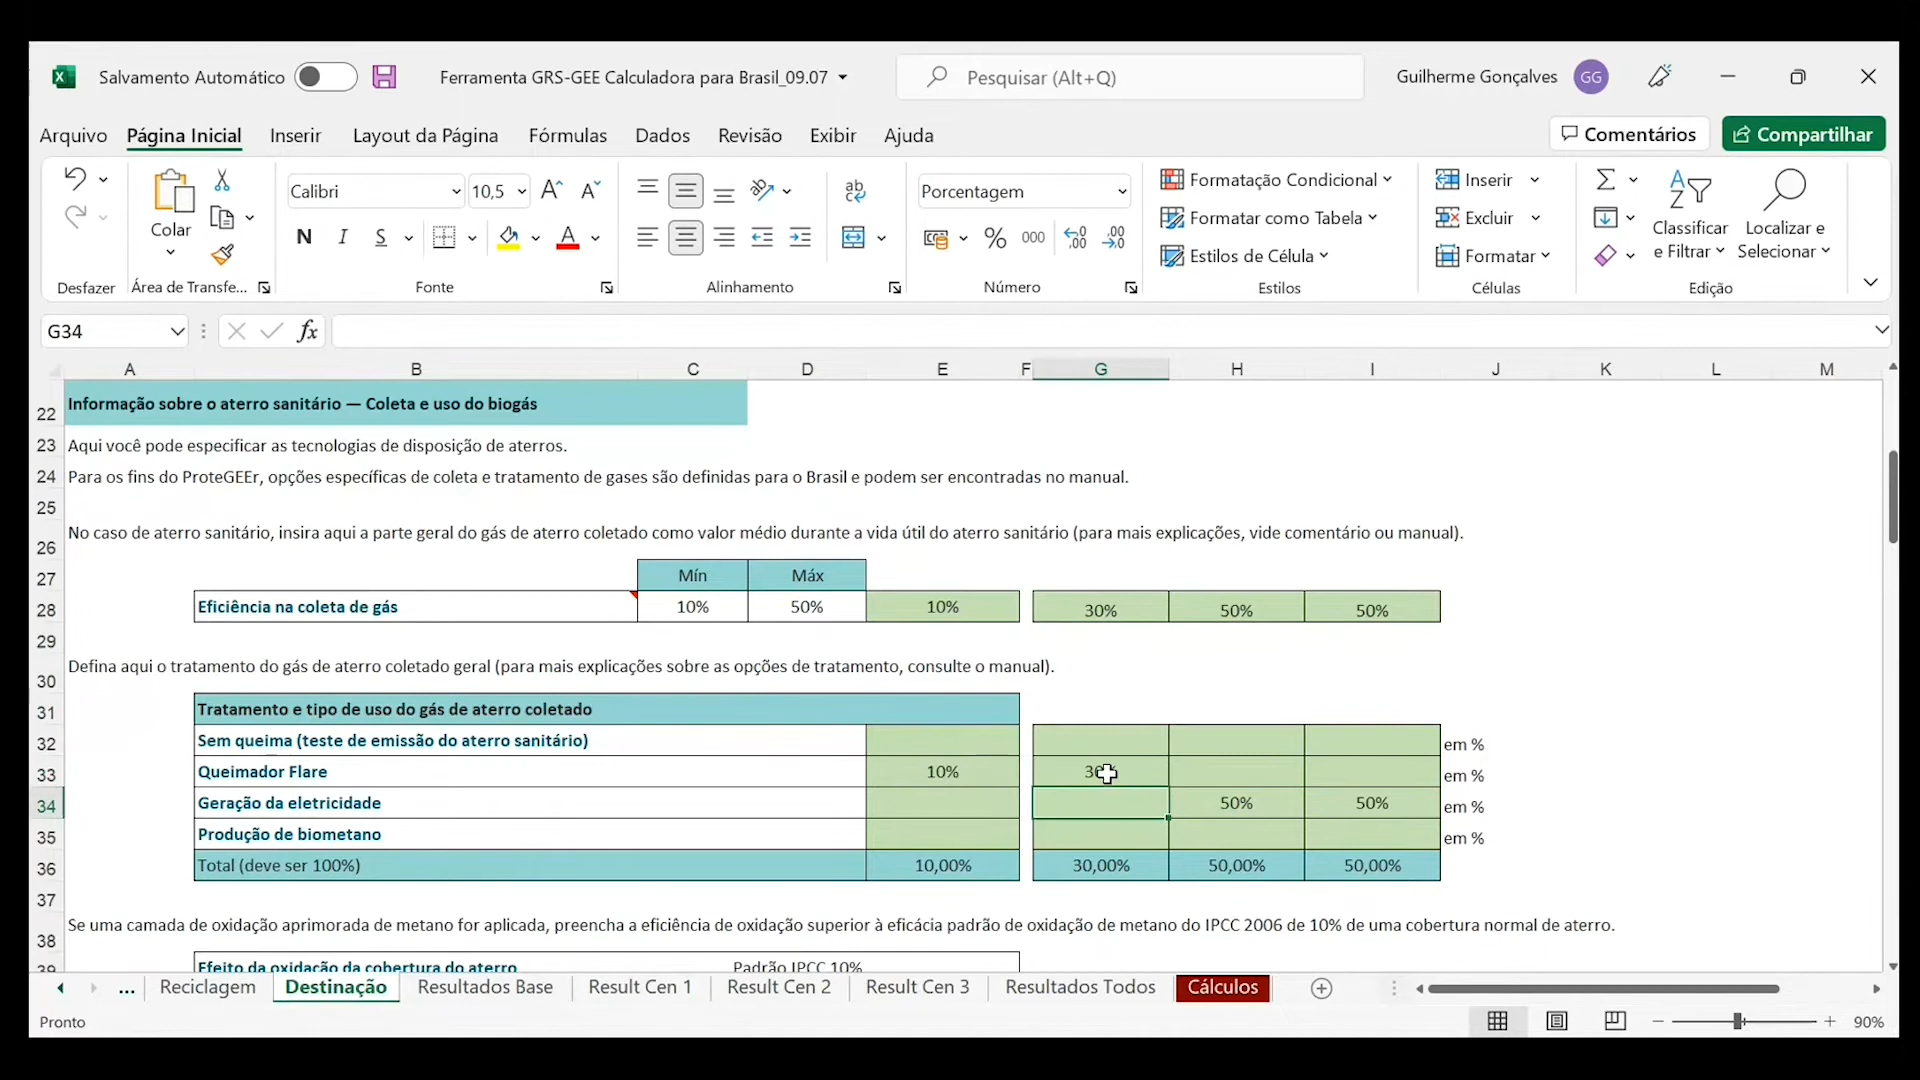 Salvamento Automático
Ferramenta GRS-GEE Calculadora para Brasil_09.07
Pesquisar (Alt+Q)
Guilherme Gonçalves
GG
Arquivo Página Inicial Inserir Layout da Página Fórmulas Dados Revisão Exibir Ajuda
Comentários Compartilhar
Colar
Calibri 10,5
N I S
ab
Porcentagem
% 000
Formatação Condicional
Formatar como Tabela
Estilos de Célula
Inserir
Excluir
Formatar
Classificar e Filtrar
Localizar e Selecionar
Desfazer Área de Transfe... Fonte Alinhamento Número Estilos Células Edição
G34 fx
A B C D E F G H I J K L M
22 Informação sobre o aterro sanitário — Coleta e uso do biogás
23 Aqui você pode especificar as tecnologias de disposição de aterros.
24 Para os fins do ProteGEEr, opções específicas de coleta e tratamento de gases são definidas para o Brasil e podem ser encontradas no manual.
25
26 No caso de aterro sanitário, insira aqui a parte geral do gás de aterro coletado como valor médio durante a vida útil do aterro sanitário (para mais explicações, vide comentário ou manual).
27 Mín Máx
28 Eficiência na coleta de gás 10% 50% 10% 30% 50% 50%
29
30 Defina aqui o tratamento do gás de aterro coletado geral (para mais explicações sobre as opções de tratamento, consulte o manual).
31 Tratamento e tipo de uso do gás de aterro coletado
32 Sem queima (teste de emissão do aterro sanitário) em %
33 Queimador Flare 10% em %
34 Geração da eletricidade 50% 50% em %
35 Produção de biometano em %
36 Total (deve ser 100%) 10,00% 30,00% 50,00% 50,00%
37
38 Se uma camada de oxidação aprimorada de metano for aplicada, preencha a eficiência de oxidação superior à eficácia padrão de oxidação de metano do IPCC 2006 de 10% de uma cobertura normal de aterro.
39 Efeito da oxidação da cobertura do aterro Padrão IPCC 10%
... Reciclagem Destinação Resultados Base Result Cen 1 Result Cen 2 Result Cen 3 Resultados Todos Cálculos
Pronto
90%